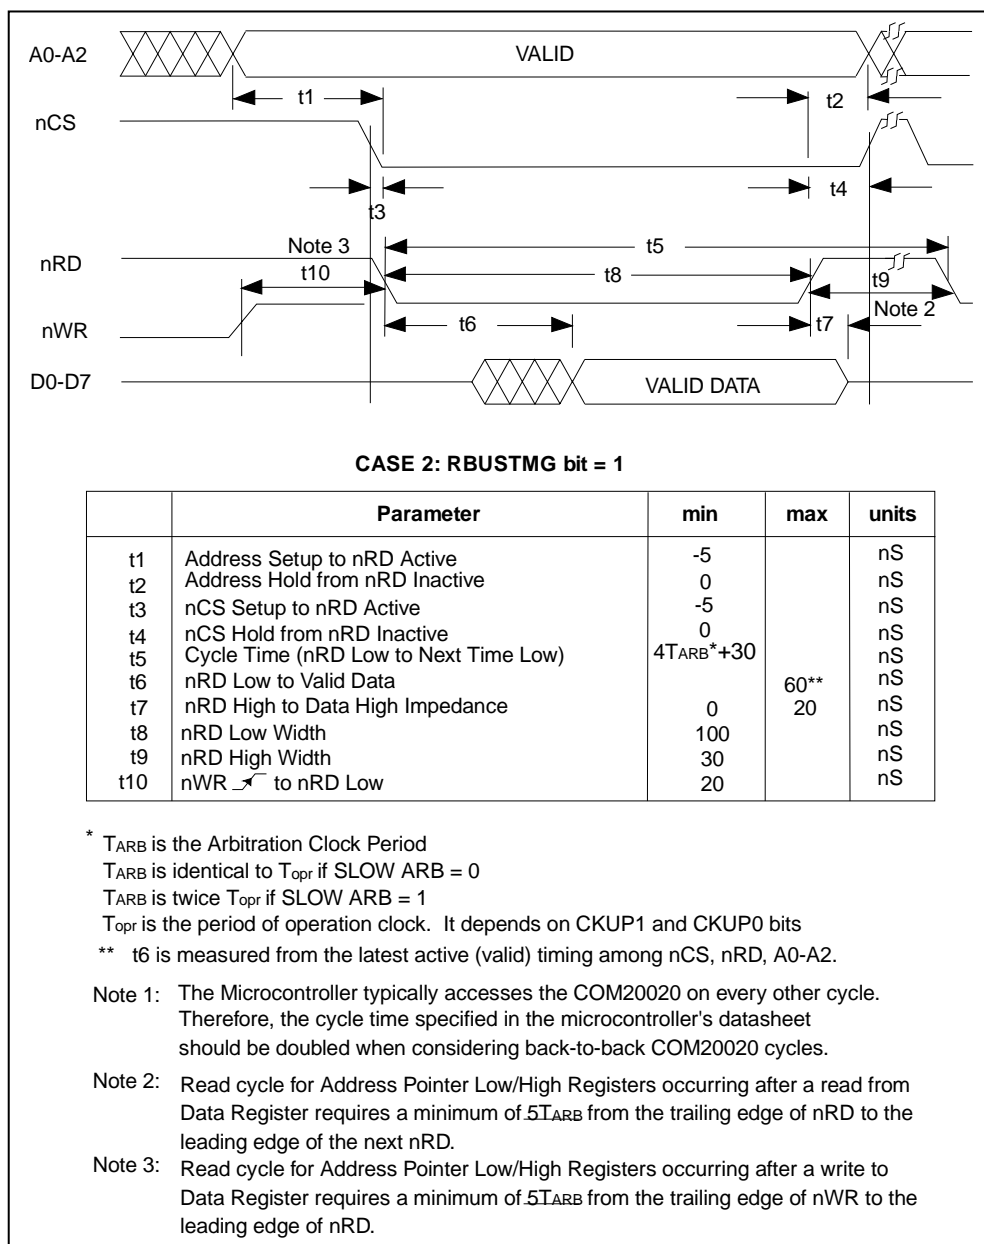 A0-A2
VALID
t1
t2
nCS
t3
t4
Note 3
t5
nRD
t10
t8
t9
Note 2
nWR
t6
t7
D0-D7
VALID DATA
CASE 2: RBUSTMG bit = 1
Parameter min max units
t1 Address Setup to nRD Active -5 nS
t2 Address Hold from nRD Inactive 0 nS
t3 nCS Setup to nRD Active -5 nS
t4 nCS Hold from nRD Inactive 0 nS
t5 Cycle Time (nRD Low to Next Time Low) 4TARB*+30 nS
t6 nRD Low to Valid Data 60** nS
t7 nRD High to Data High Impedance 0 20 nS
t8 nRD Low Width 100 nS
t9 nRD High Width 30 nS
t10 nWR to nRD Low 20 nS
* TARB is the Arbitration Clock Period
TARB is identical to Topr if SLOW ARB = 0
TARB is twice Topr if SLOW ARB = 1
Topr is the period of operation clock. It depends on CKUP1 and CKUP0 bits
** t6 is measured from the latest active (valid) timing among nCS, nRD, A0-A2.
Note 1: The Microcontroller typically accesses the COM20020 on every other cycle.
Therefore, the cycle time specified in the microcontroller's datasheet
should be doubled when considering back-to-back COM20020 cycles.
Note 2: Read cycle for Address Pointer Low/High Registers occurring after a read from
Data Register requires a minimum of 5TARB from the trailing edge of nRD to the
leading edge of the next nRD.
Note 3: Read cycle for Address Pointer Low/High Registers occurring after a write to
Data Register requires a minimum of 5TARB from the trailing edge of nWR to the
leading edge of nRD.